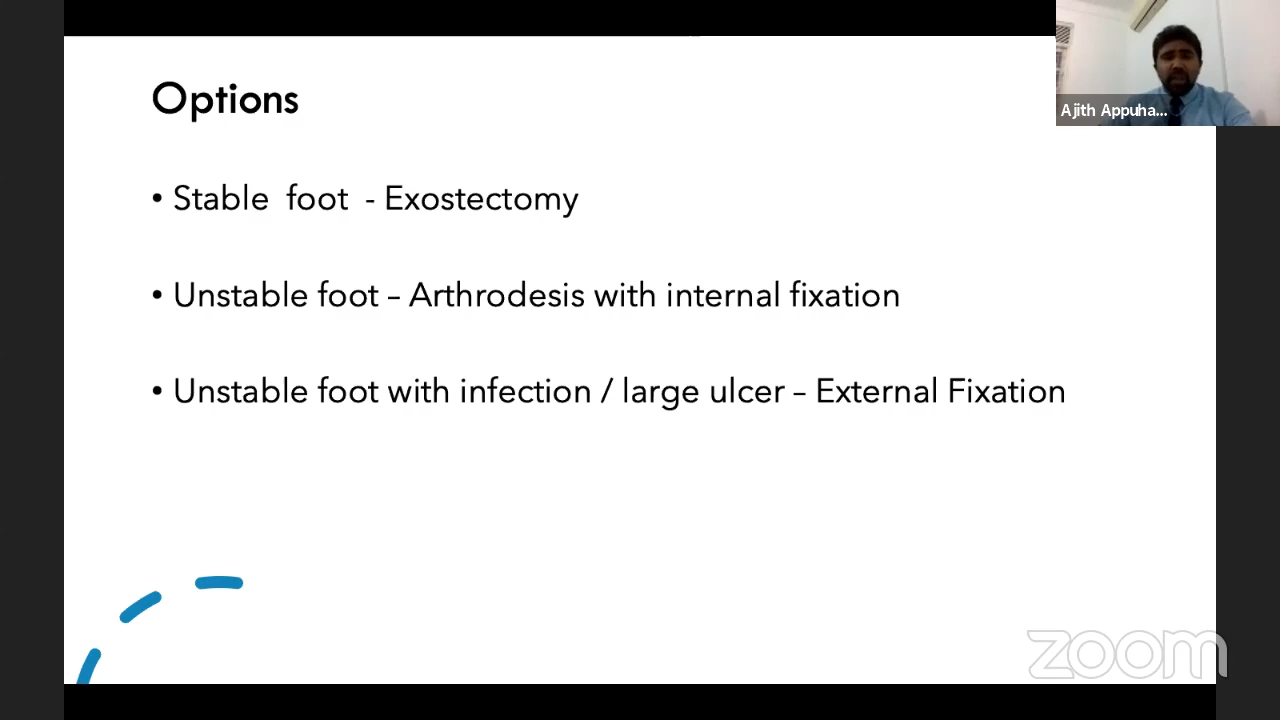 Options
Ajith Appuha...
• Stable foot - Exostectomy
• Unstable foot – Arthrodesis with internal fixation
• Unstable foot with infection / large ulcer – External Fixation
zoom